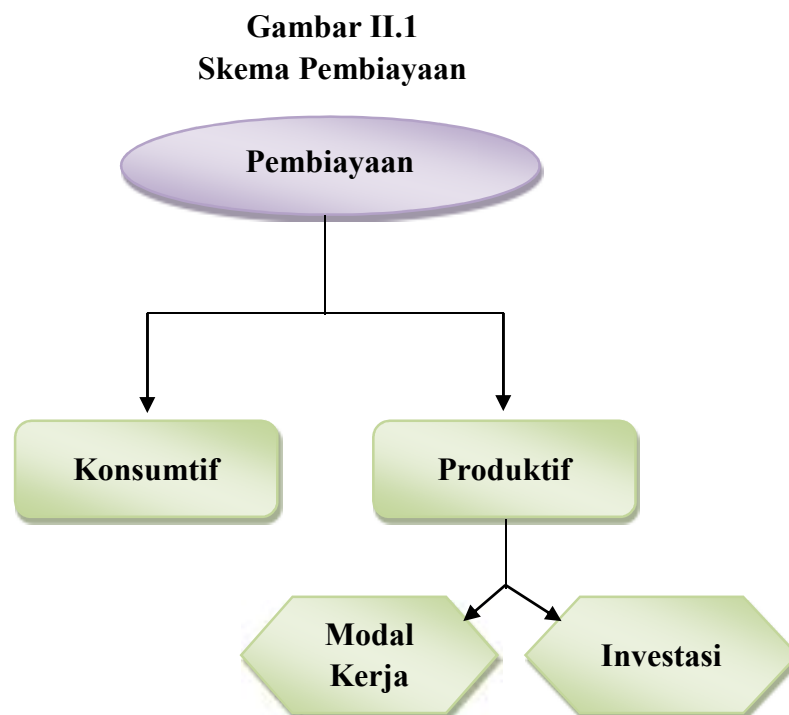 Gambar II.1
Skema Pembiayaan
Pembiayaan
Konsumtif
Produktif
Modal
Kerja
Investasi